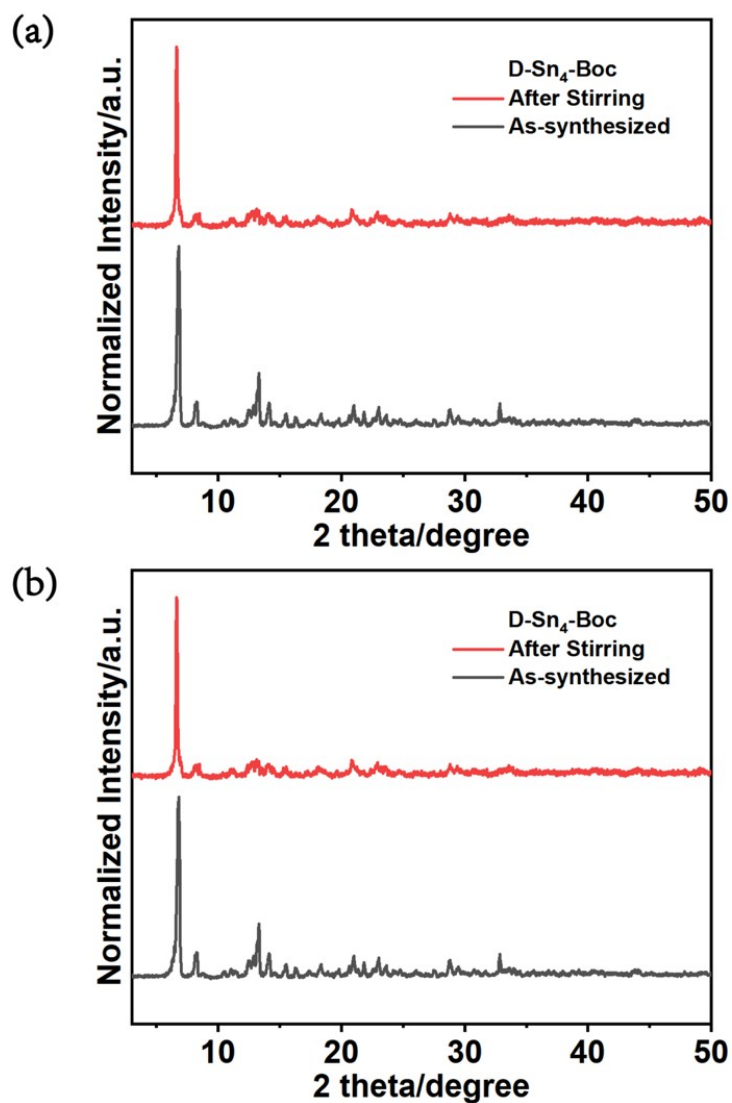 (a)
Normalized Intensity/a.u.
D-Sn₄-Boc
After Stirring
As-synthesized
10 20 30 40 50
2 theta/degree
(b)
Normalized Intensity/a.u.
D-Sn₄-Boc
After Stirring
As-synthesized
10 20 30 40 50
2 theta/degree